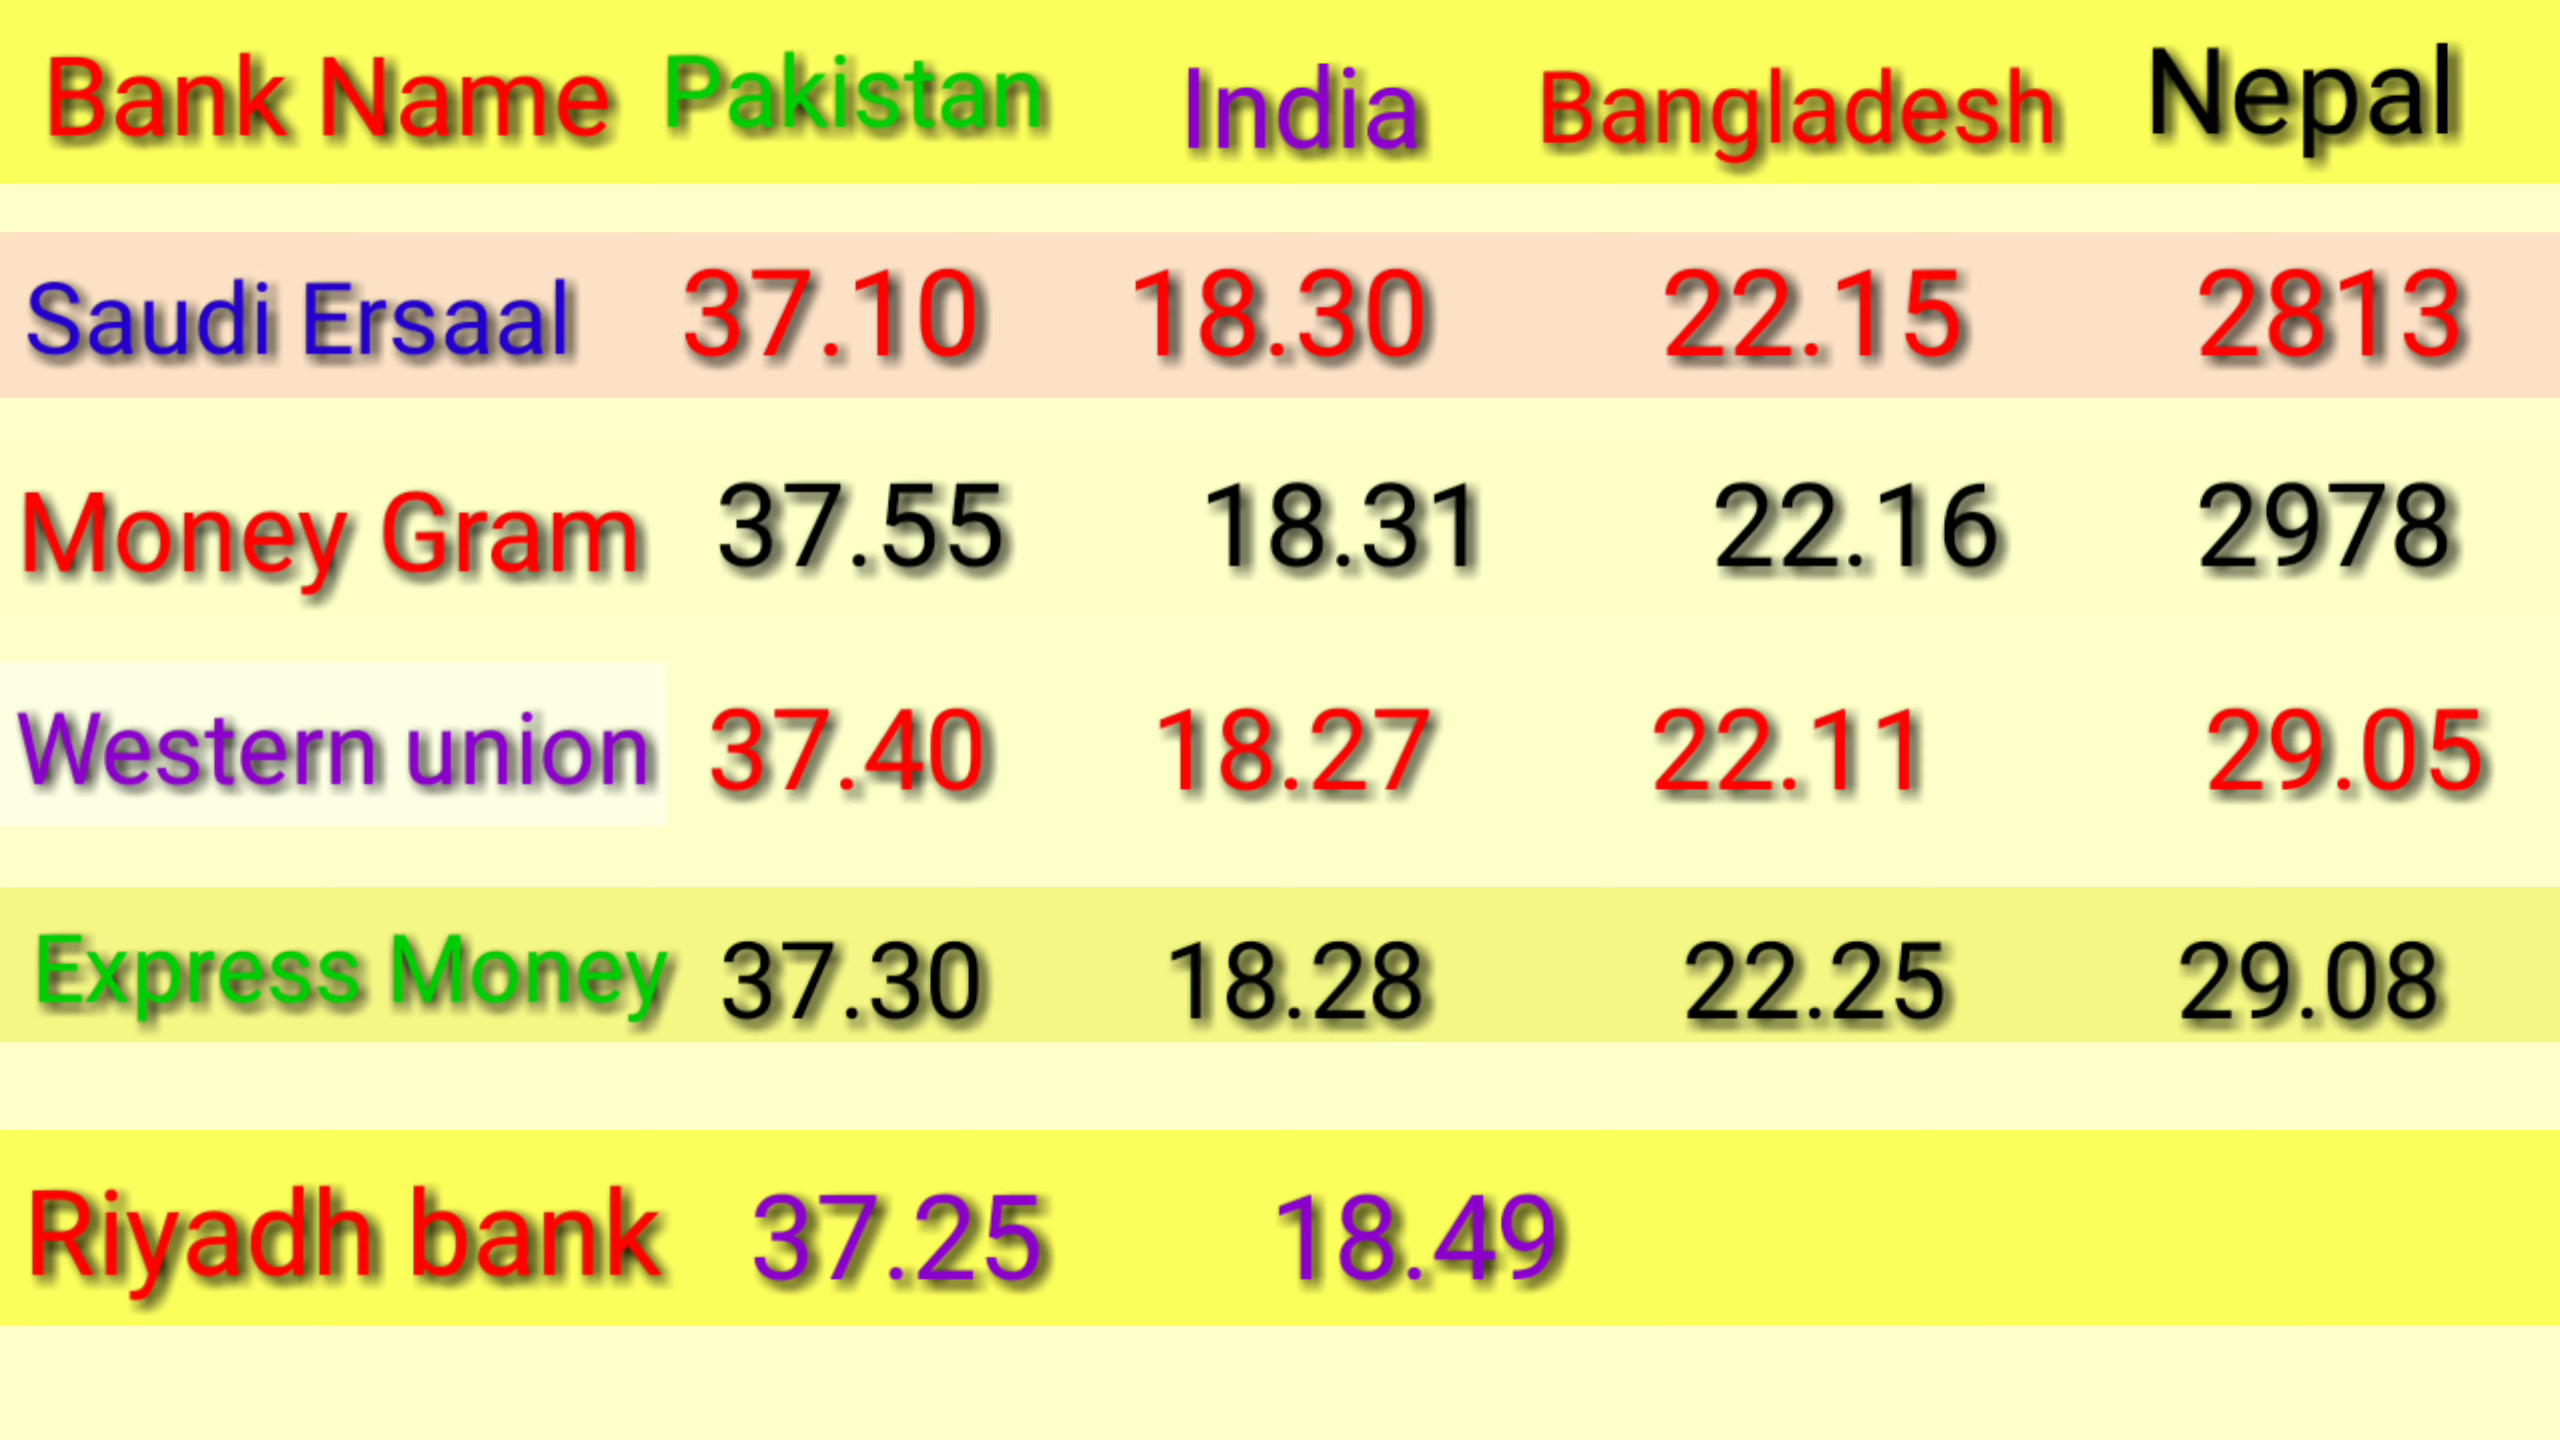 Bank Name Pakistan India Bangladesh Nepal
Saudi Ersaal 37.10 18.30 22.15 2813
Money Gram 37.55 18.31 22.16 2978
Western union 37.40 18.27 22.11 29.05
Express Money 37.30 18.28 22.25 29.08
Riyadh bank 37.25 18.49